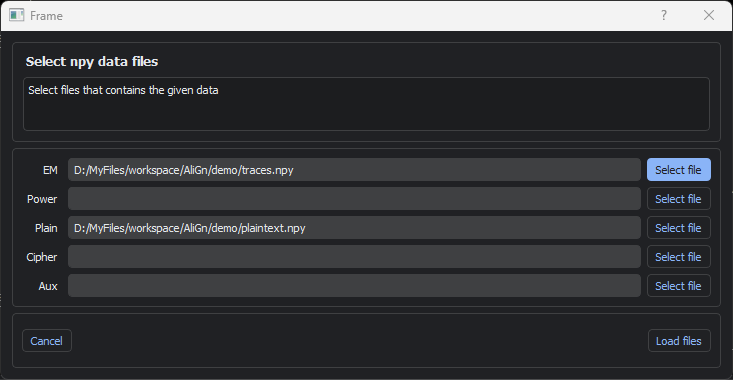 Frame
?
Select npy data files
Select files that contains the given data
EM D:/MyFiles/workspace/AliGn/demo/traces.npy Select file
Power Select file
Plain D:/MyFiles/workspace/AliGn/demo/plaintext.npy Select file
Cipher Select file
Aux Select file
Cancel Load files